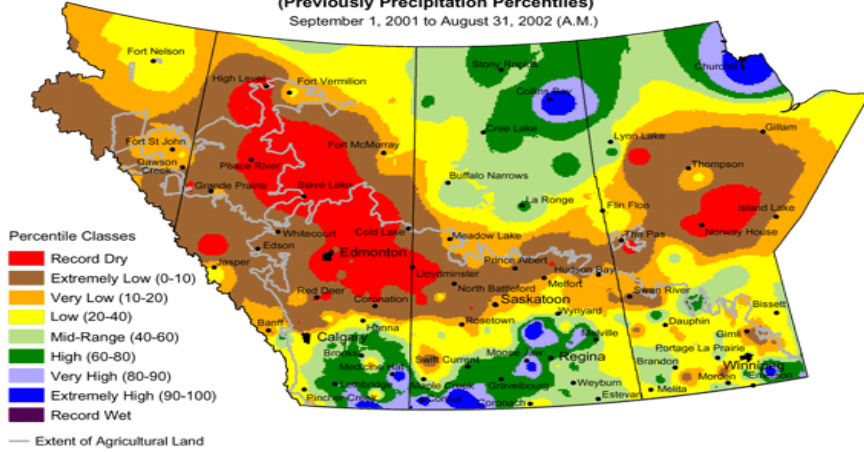 (Previously Precipitation Percentiles)
September 1, 2001 to August 31, 2002 (A.M.)
Fort Nelson
High Level
Fort Vermilion
Stony Rapids
Churchill
Collins Bay
Fort St John
Dawson
Creek
Peace River
Fort McMurray
Cree Lake
Lynn Lake
Gillam
Grande Prairie
Slave Lake
Buffalo Narrows
Thompson
La Ronge
Flin Flon
Island Lake
Whitecourt
Cold Lake
Meadow Lake
The Pas
Norway House
Edson
Edmonton
Jasper
Lloydminster
Prince Albert
Hudson Bay
Melfort
North Battleford
Red Deer
Coronation
Saskatoon
Swan River
Bissett
Banff
Hanna
Rosetown
Wynyard
Dauphin
Gimli
Calgary
Melville
Portage La Prairie
Brooks
Swift Current
Moose Jaw
Regina
Brandon
Winnipeg
Medicine Hat
Lethbridge
Maple Creek
Gravelbourg
Weyburn
Melita
Morden
Emerson
Pincher Creek
Consul
Coronach
Estevan
Percentile Classes
Record Dry
Extremely Low (0-10)
Very Low (10-20)
Low (20-40)
Mid-Range (40-60)
High (60-80)
Very High (80-90)
Extremely High (90-100)
Record Wet
Extent of Agricultural Land